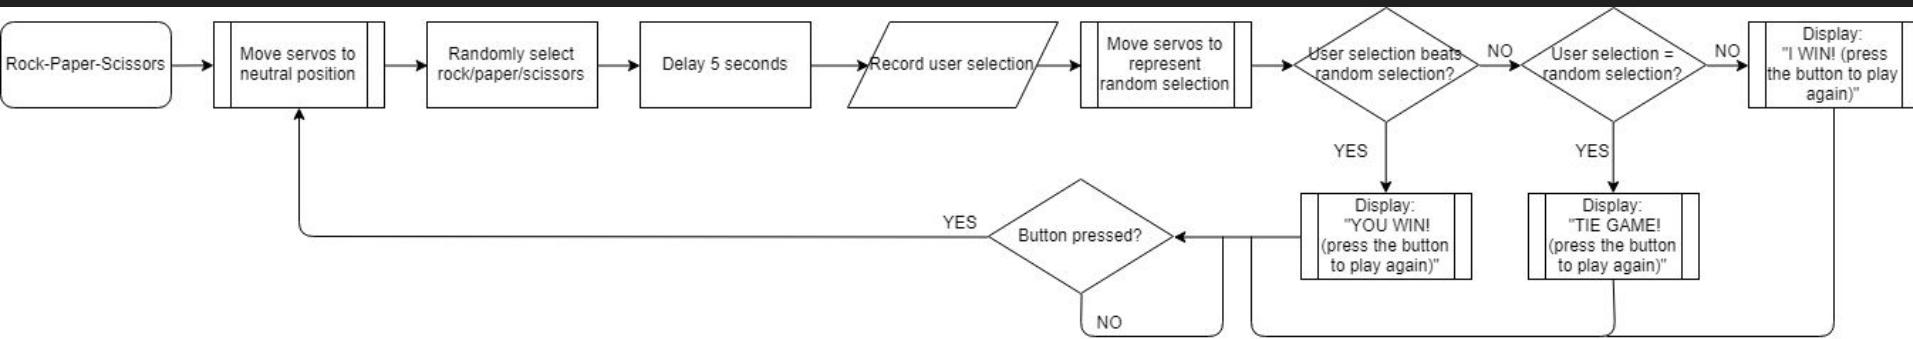 Rock-Paper-Scissors
Move servos to
neutral position
Randomly select
rock/paper/scissors
Delay 5 seconds
Record user selection
Move servos to
represent
random selection
User selection beats
random selection?
NO
User selection =
random selection?
NO
Display:
"I WIN! (press
the button to play
again)"
YES
YES
Display:
"YOU WIN!
(press the button
to play again)"
Display:
"TIE GAME!
(press the button
to play again)"
YES
Button pressed?
NO